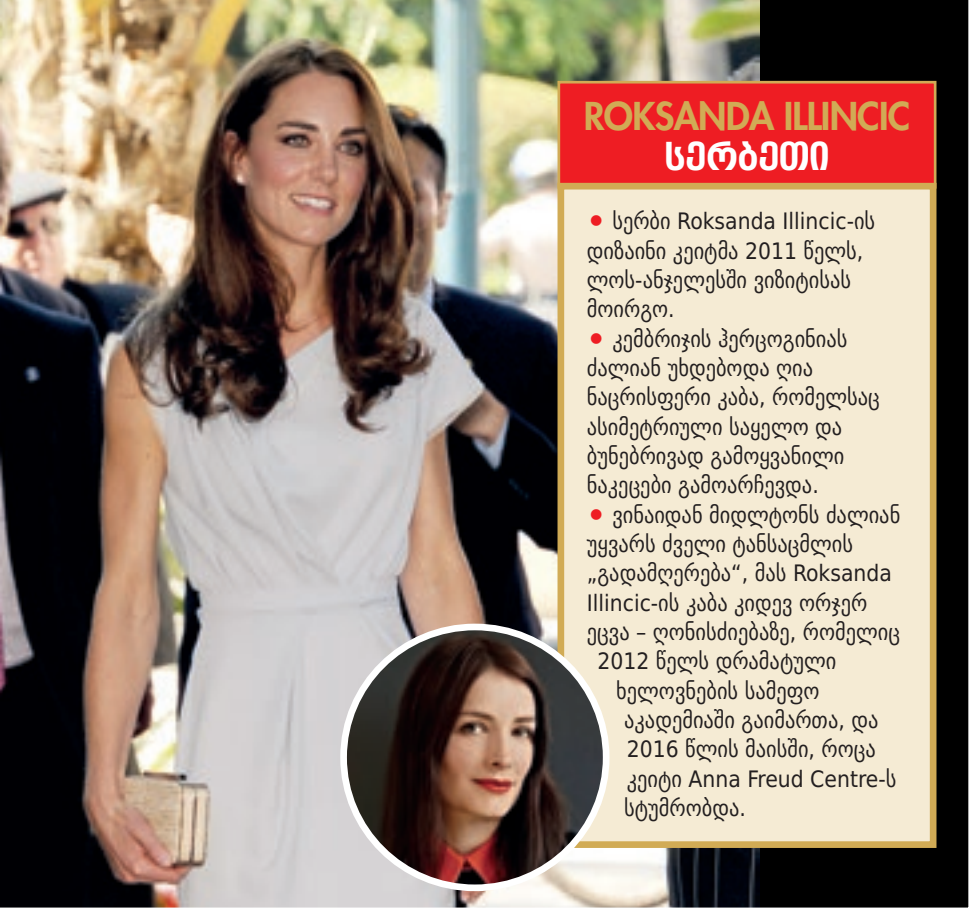 ROKSANDA ILLINCIC
სერბეთი
• სერბი Roksanda Illincic-ის
დიზაინი კეიტმა 2011 წელს,
ლოს-ანჯელესში ვიზიტისას
მოირგო.
• კემბრიჯის ჰერცოგინიას
ძალიან უხდებოდა ღია
ნაცრისფერი კაბა, რომელსაც
ასიმეტრიული საყელო და
ბუნებრივად გამოყვანილი
ნაკეცები გამოარჩევდა.
• ვინაიდან მიდლტონს ძალიან
უყვარს ძველი ტანსაცმლის
„გადამღერება“, მას Roksanda
Illincic-ის კაბა კიდევ ორჯერ
ეცვა – ღონისძიებაზე, რომელიც
2012 წელს დრამატული
ხელოვნების სამეფო
აკადემიაში გაიმართა, და
2016 წლის მაისში, როცა
კეიტი Anna Freud Centre-ს
სტუმრობდა.